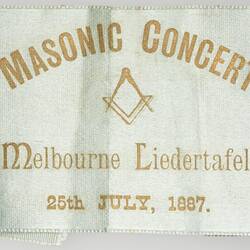 MASONIC CONCERT
Melbourne Liedertafel
25th JULY, 1887.